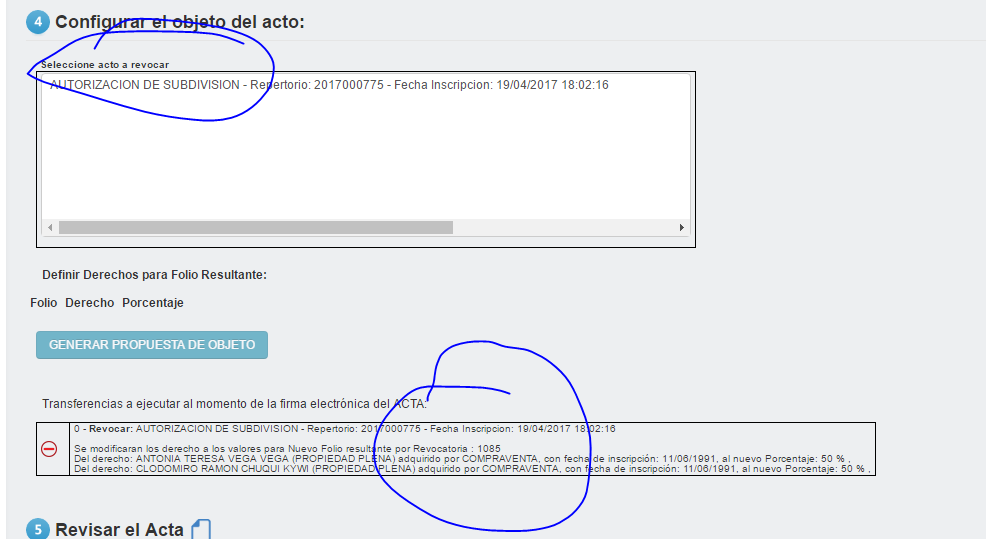 4 Configurar el objeto del acto:
Seleccione acto a revocar
AUTORIZACION DE SUBDIVISION - Repertorio: 2017000775 - Fecha Inscripcion: 19/04/2017 18:02:16
Definir Derechos para Folio Resultante:
Folio Derecho Porcentaje
GENERAR PROPUESTA DE OBJETO
Transferencias a ejecutar al momento de la firma electrónica del ACTA:
0 - Revocar: AUTORIZACION DE SUBDIVISION - Repertorio: 2017000775 - Fecha Inscripcion: 19/04/2017 18:02:16
Se modificaran los derecho a los valores para Nuevo Folio resultante por Revocatoria : 1085
Del derecho: ANTONIA TERESA VEGA VEGA (PROPIEDAD PLENA) adquirido por COMPRAVENTA, con fecha de inscripción: 11/06/1991, al nuevo Porcentaje: 50 % ,
Del derecho: CLODOMIRO RAMON CHUQUI KYWI (PROPIEDAD PLENA) adquirido por COMPRAVENTA, con fecha de inscripción: 11/06/1991, al nuevo Porcentaje: 50 % ,
5 Revisar el Acta